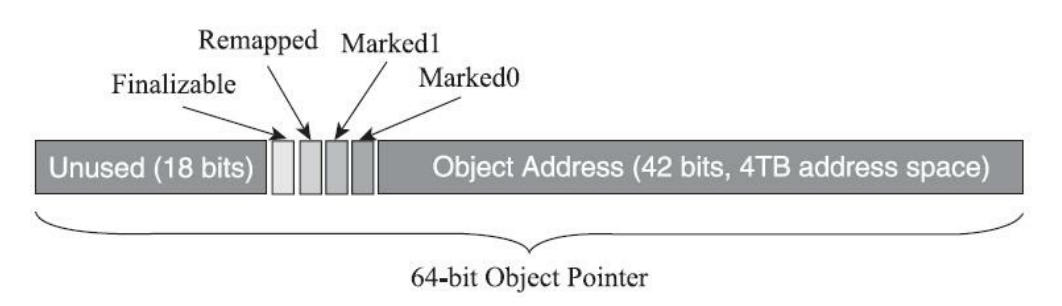 Remapped
Marked1
Finalizable
Marked0
Unused (18 bits)
Object Address (42 bits, 4TB address space)
64-bit Object Pointer